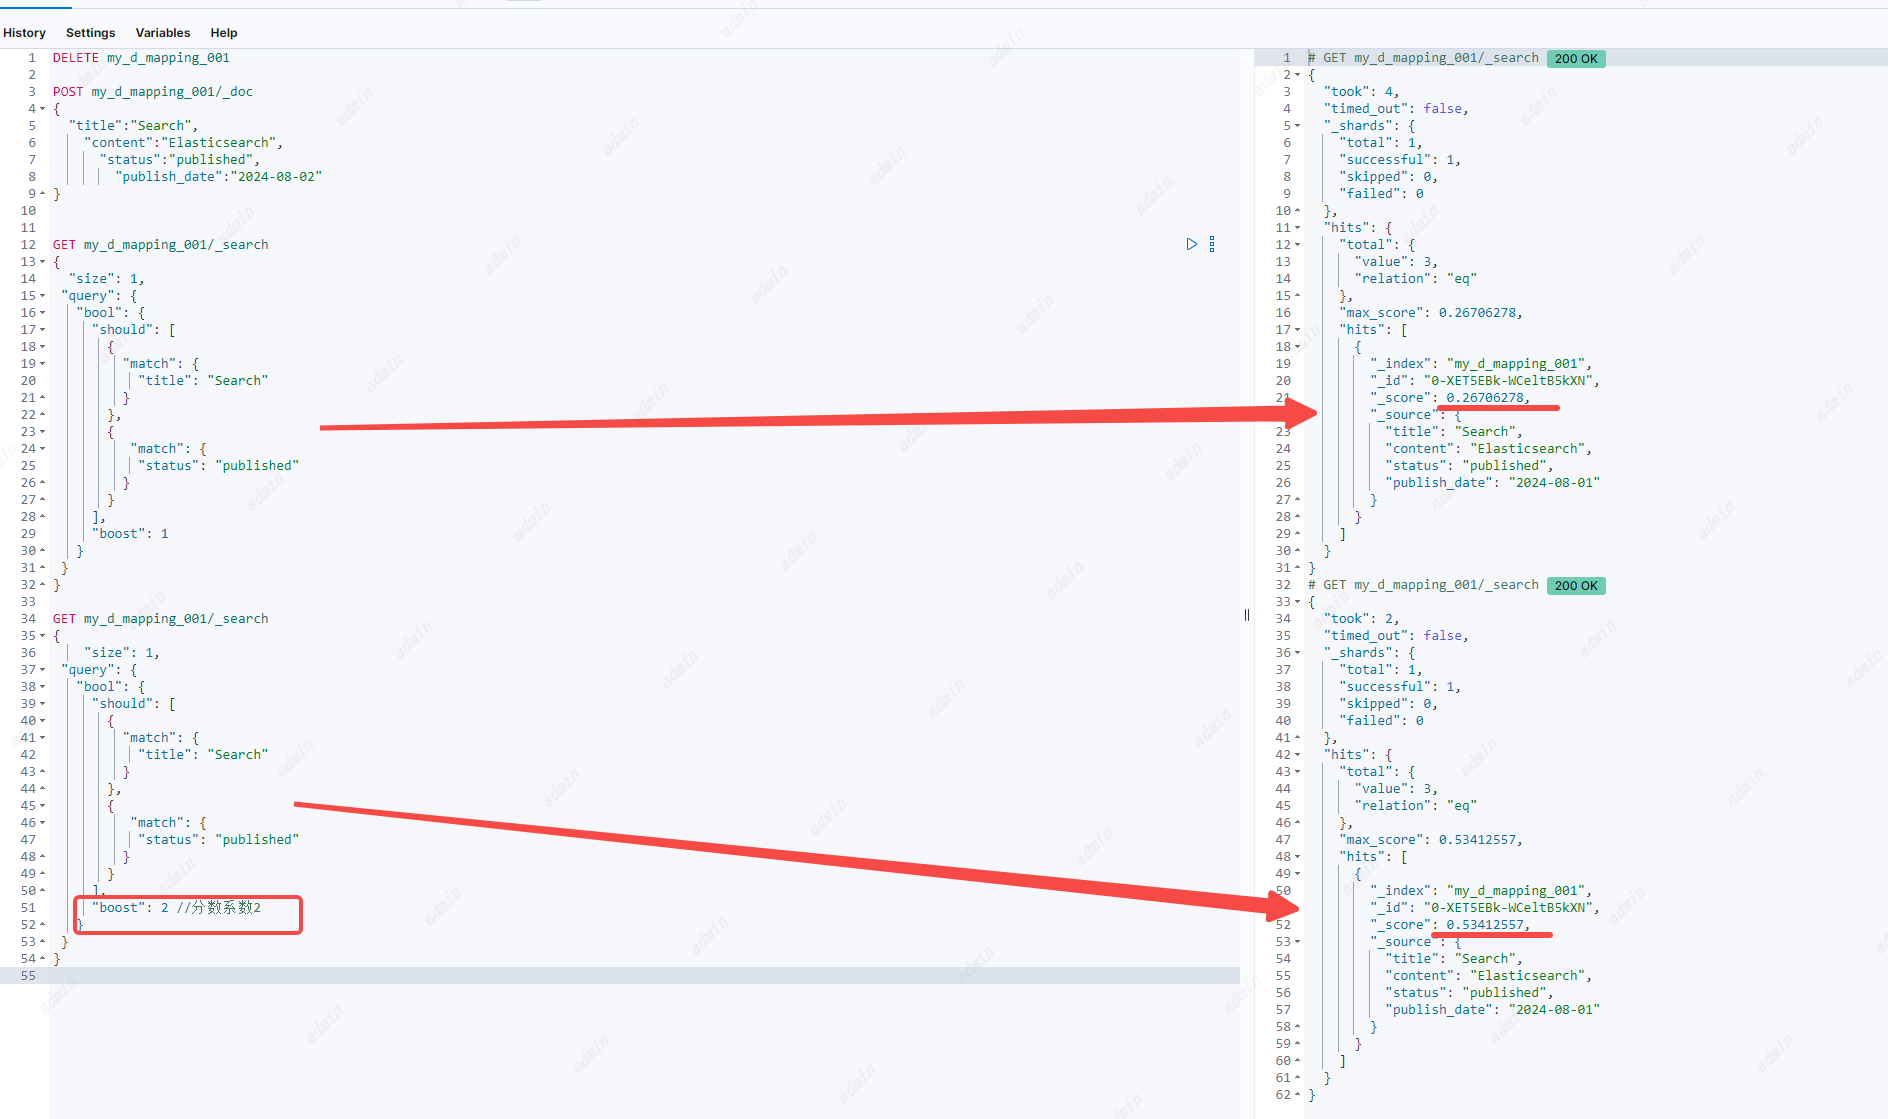 History Settings Variables Help
1 DELETE my_d_mapping_001
2
3 POST my_d_mapping_001/_doc
4 {
5 "title":"Search",
6 "content":"Elasticsearch",
7 "status":"published",
8 "publish_date":"2024-08-02"
9 }
10
11
12 GET my_d_mapping_001/_search
13 {
14 "size": 1,
15 "query": {
16 "bool": {
17 "should": [
18 {
19 "match": {
20 "title": "Search"
21 }
22 },
23 {
24 "match": {
25 "status": "published"
26 }
27 }
28 ],
29 "boost": 1
30 }
31 }
32 }
33
34 GET my_d_mapping_001/_search
35 {
36 "size": 1,
37 "query": {
38 "bool": {
39 "should": [
40 {
41 "match": {
42 "title": "Search"
43 }
44 },
45 {
46 "match": {
47 "status": "published"
48 }
49 }
50 ],
51 "boost": 2 //分数系数2
52 }
53 }
54 }
55
1 # GET my_d_mapping_001/_search 200 OK
2 {
3 "took": 4,
4 "timed_out": false,
5 "_shards": {
6 "total": 1,
7 "successful": 1,
8 "skipped": 0,
9 "failed": 0
10 },
11 "hits": {
12 "total": {
13 "value": 3,
14 "relation": "eq"
15 },
16 "max_score": 0.26706278,
17 "hits": [
18 {
19 "_index": "my_d_mapping_001",
20 "_id": "0-XET5EBk-WCeltB5kXN",
21 "_score": 0.26706278,
"_source": {
23 "title": "Search",
24 "content": "Elasticsearch",
25 "status": "published",
26 "publish_date": "2024-08-01"
27 }
28 }
29 ]
30 }
31 }
32 # GET my_d_mapping_001/_search 200 OK
33 {
34 "took": 2,
35 "timed_out": false,
36 "_shards": {
37 "total": 1,
38 "successful": 1,
39 "skipped": 0,
40 "failed": 0
41 },
42 "hits": {
43 "total": {
44 "value": 3,
45 "relation": "eq"
46 },
47 "max_score": 0.53412557,
48 "hits": [
49 {
50 "_index": "my_d_mapping_001",
"_id": "0-XET5EBk-WCeltB5kXN",
52 "_score": 0.53412557,
53 "_source": {
54 "title": "Search",
55 "content": "Elasticsearch",
56 "status": "published",
57 "publish_date": "2024-08-01"
58 }
59 }
60 ]
61 }
62 }
admin